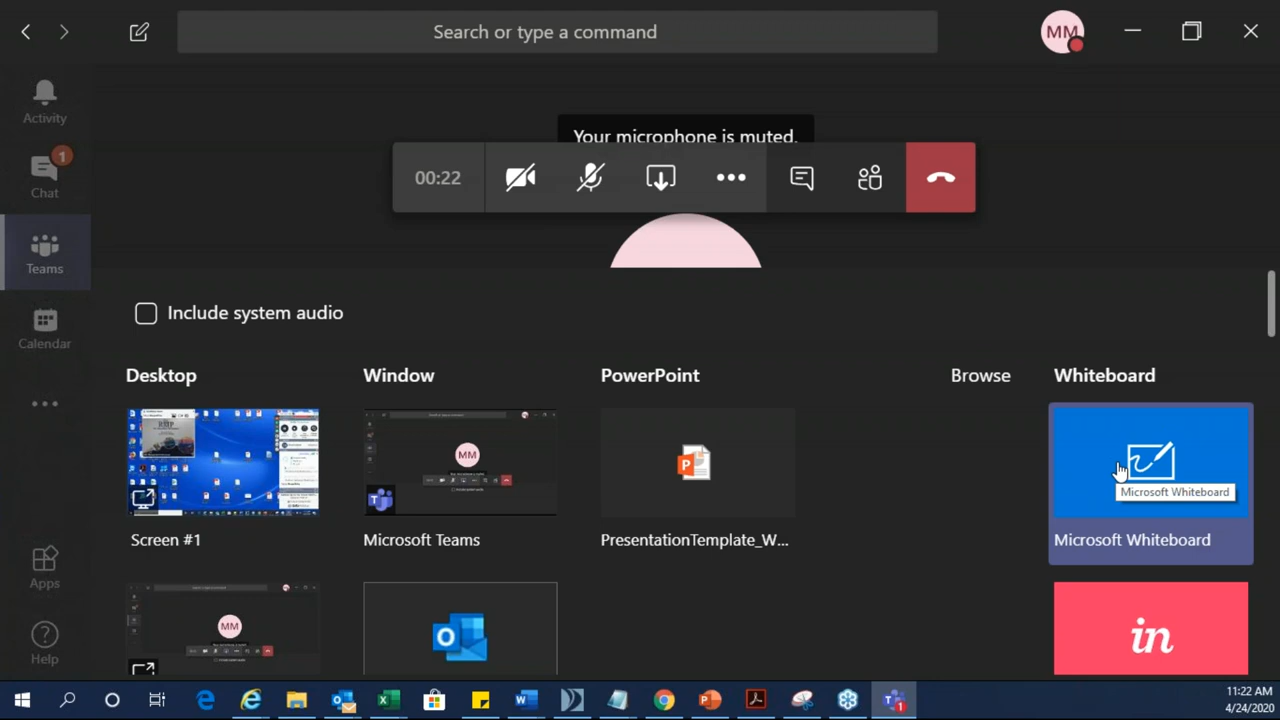 Search or type a command
MM
Activity
1
Chat
Teams
Calendar
Apps
Help
Your microphone is muted.
00:22
Include system audio
Desktop
Window
PowerPoint
Browse
Whiteboard
MM
P
Microsoft Whiteboard
Screen #1
Microsoft Teams
PresentationTemplate_W...
Microsoft Whiteboard
MM
O
in
11:22 AM
4/24/2020
1